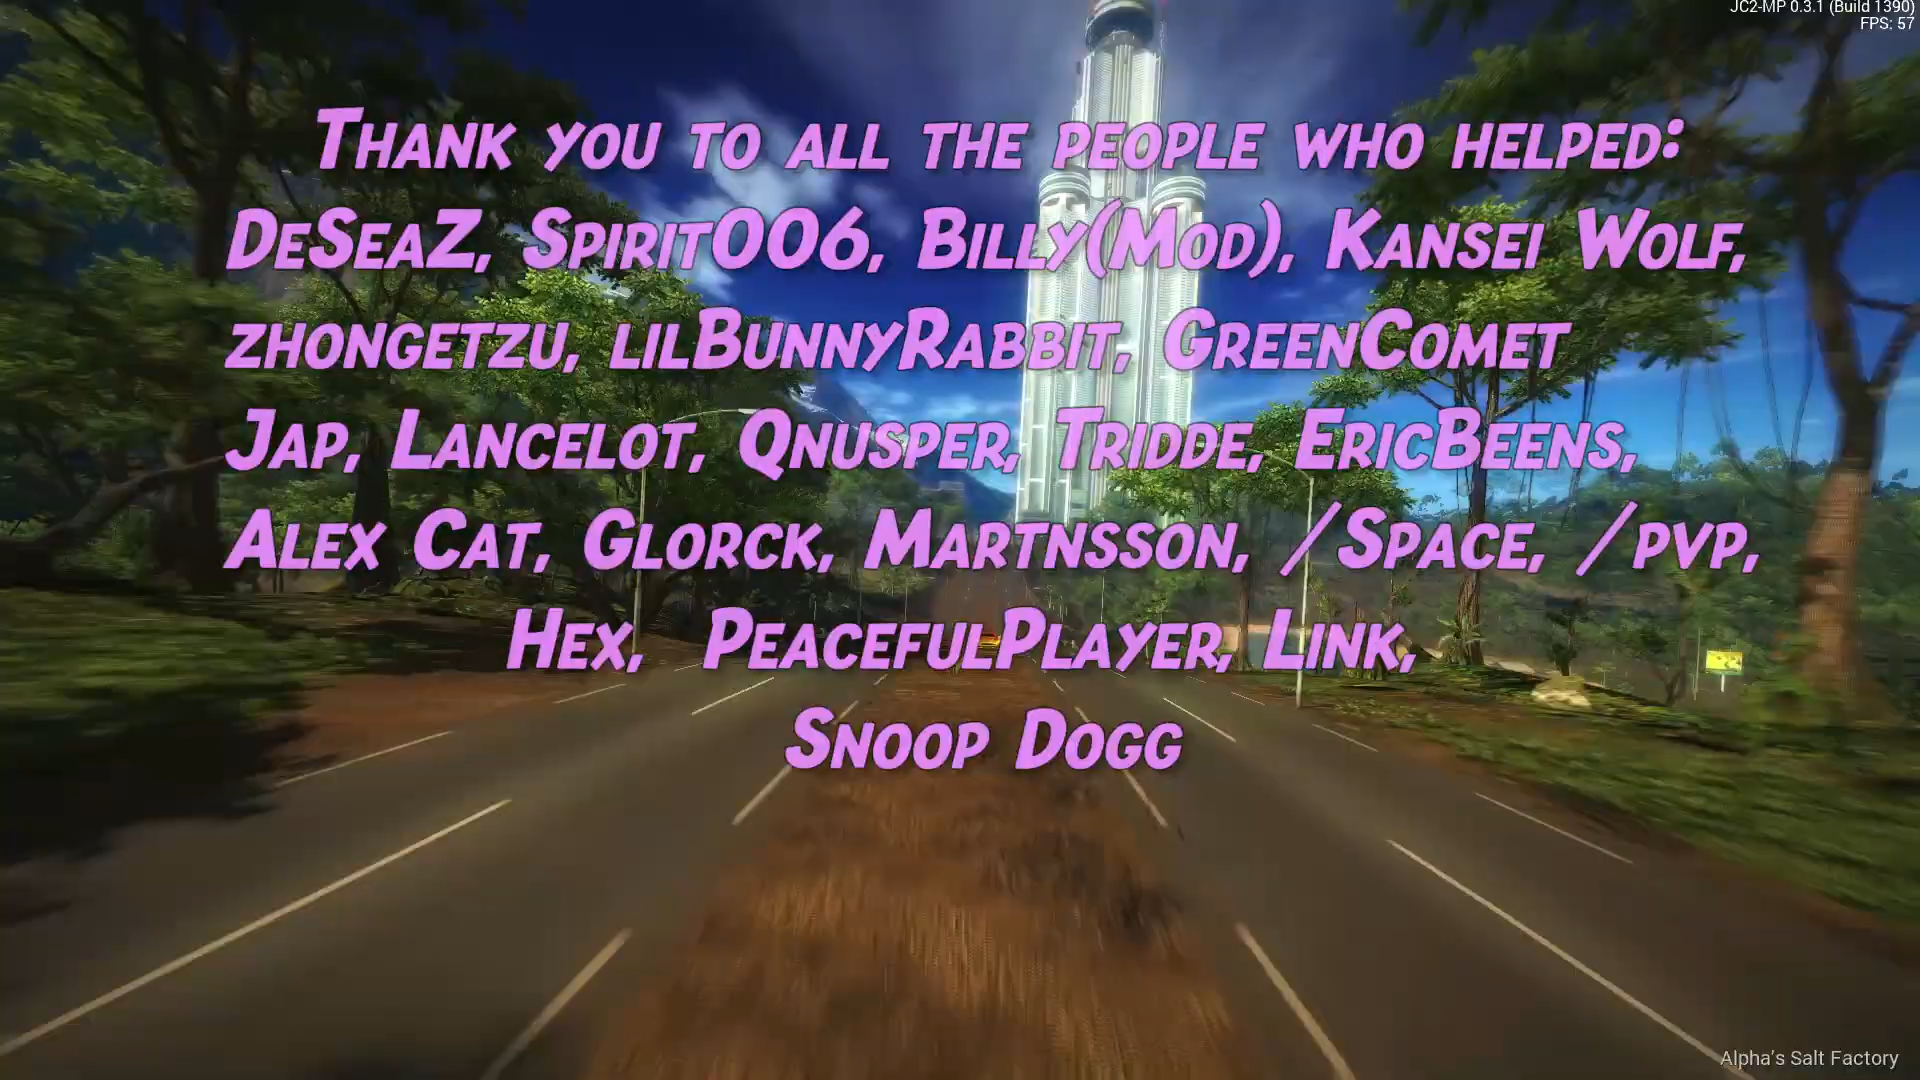 JC2-MP 0.3.1 (Build 1390)
FPS: 57
Thank you to all the people who helped:
DeSeaZ, Spirit006, Billy(Mod), Kansei Wolf,
zhongetzu, lilBunnyRabbit, GreenComet
Jap, Lancelot, Qnusper, Tridde, EricBeens,
Alex Cat, Glorck, Martnsson, /Space, /pvp,
Hex, PeacefulPlayer, Link,
Snoop Dogg
Alpha's Salt Factory